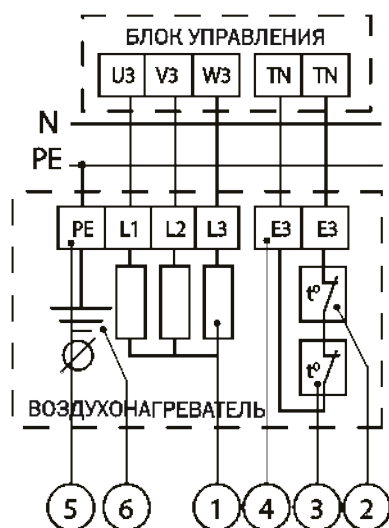 БЛОК УПРАВЛЕНИЯ
U3 V3 W3 TN TN
N
PE
PE L1 L2 L3 E3 E3
t°
t°
ВОЗДУХОНАГРЕВАТЕЛЬ
5 6 1 4 3 2